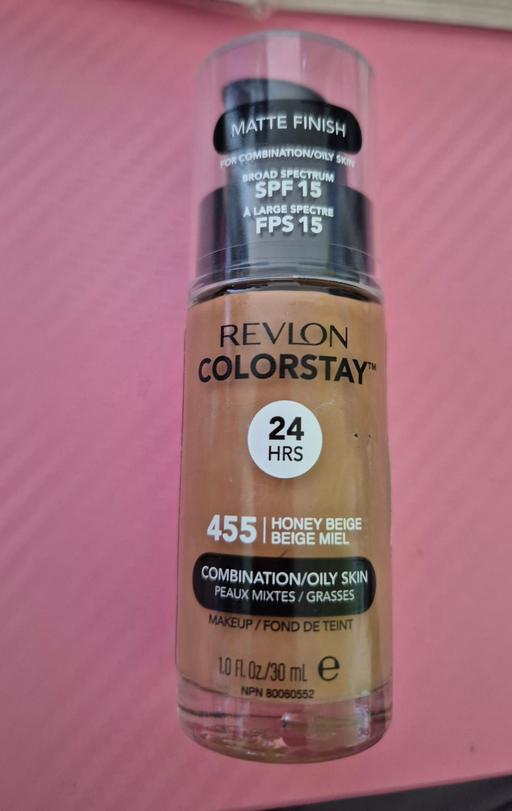 MATTE FINISH
FOR COMBINATION/OILY SKIN
BROAD SPECTRUM
SPF 15
À LARGE SPECTRE
FPS 15
REVLON
COLORSTAY™
24
HRS
455 | HONEY BEIGE
BEIGE MIEL
COMBINATION/OILY SKIN
PEAUX MIXTES / GRASSES
MAKEUP / FOND DE TEINT
1.0 Fl. Oz./30 mL e
NPN 80060552